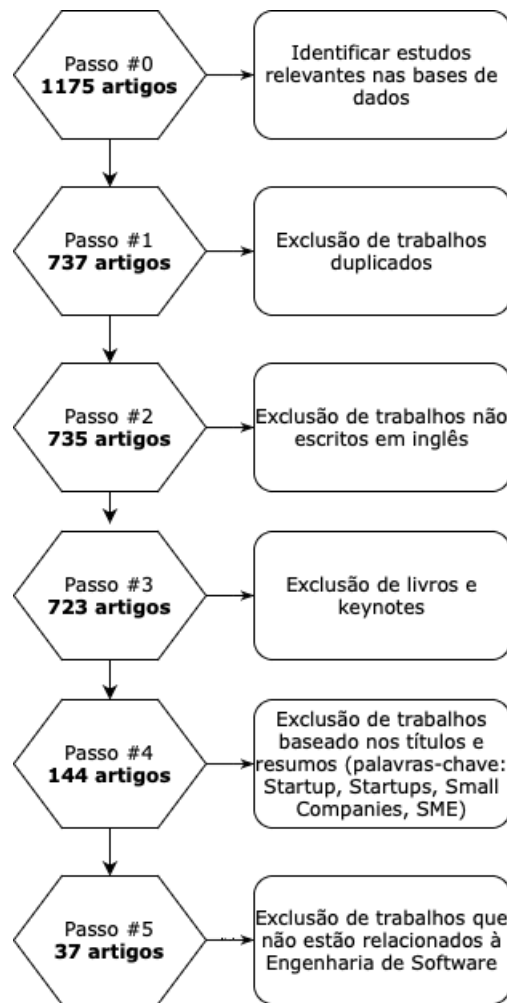 Passo #0
1175 artigos
Identificar estudos
relevantes nas bases de
dados
Passo #1
737 artigos
Exclusão de trabalhos
duplicados
Passo #2
735 artigos
Exclusão de trabalhos não
escritos em inglês
Passo #3
723 artigos
Exclusão de livros e
keynotes
Passo #4
144 artigos
Exclusão de trabalhos
baseado nos títulos e
resumos (palavras-chave:
Startup, Startups, Small
Companies, SME)
Passo #5
37 artigos
Exclusão de trabalhos que
não estão relacionados à
Engenharia de Software